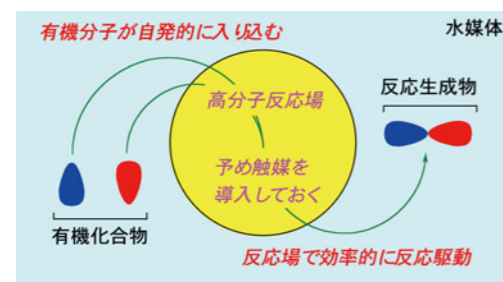 有機分子が自発的に入り込む
水媒体
高分子反応場
反応生成物
予め触媒を
導入しておく
有機化合物
反応場で効率的に反応駆動